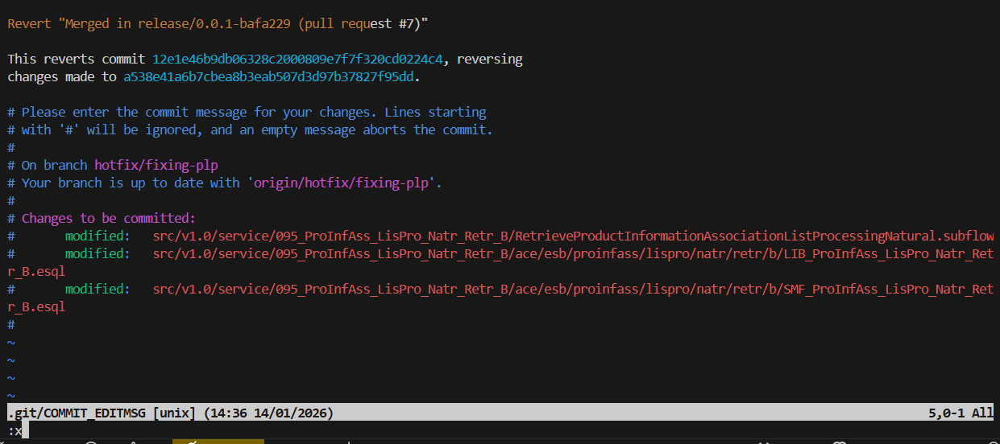 Revert "Merged in release/0.0.1-bafa229 (pull request #7)"
This reverts commit 12e1e46b9db06328c2000809e7f7f320cd0224c4, reversing
changes made to a538e41a6b7cbea8b3eab507d3d97b37827f95dd.
# Please enter the commit message for your changes. Lines starting
# with '#' will be ignored, and an empty message aborts the commit.
#
# On branch hotfix/fixing-plp
# Your branch is up to date with 'origin/hotfix/fixing-plp'.
#
# Changes to be committed:
#       modified:   src/v1.0/service/095_ProInfAss_LisPro_Natr_Retr_B/RetrieveProductInformationAssociationListProcessingNatural.subflow
#       modified:   src/v1.0/service/095_ProInfAss_LisPro_Natr_Retr_B/ace/esb/proinfass/lispro/natr/retr/b/LIB_ProInfAss_LisPro_Natr_Ret
r_B.esql
#       modified:   src/v1.0/service/095_ProInfAss_LisPro_Natr_Retr_B/ace/esb/proinfass/lispro/natr/retr/b/SMF_ProInfAss_LisPro_Natr_Ret
r_B.esql
#
~
~
~
~
.git/COMMIT_EDITMSG [unix] (14:36 14/01/2026) 5,0-1 All
:x